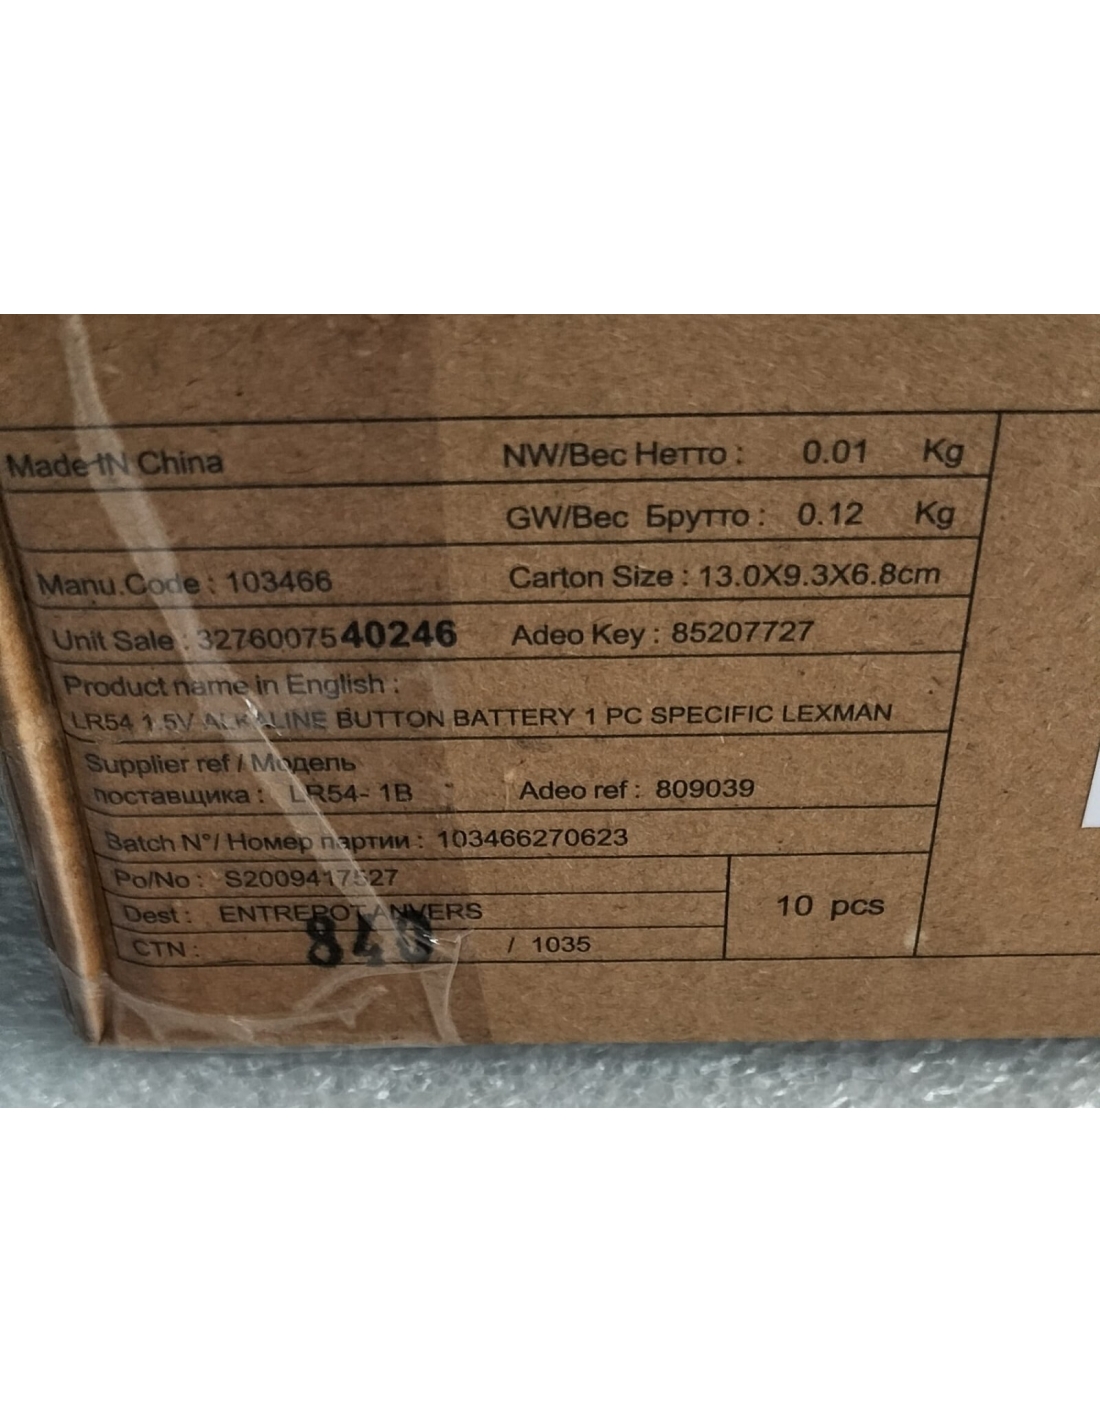 Made IN China NW/Вес Нетто : 0.01 Kg
GW/Вес Брутто : 0.12 Kg
Manu.Code : 103466 Carton Size : 13.0X9.3X6.8cm
Unit Sale : 3276007540246 Adeo Key : 85207727
Product name in English :
LR54 1.5V ALKALINE BUTTON BATTERY 1 PC SPECIFIC LEXMAN
Supplier ref / Модель
поставщика : LR54- 1B Adeo ref : 809039
Batch N°/ Номер партии : 103466270623
Po/No : S2009417527
Dest : ENTREPOT ANVERS
10 pcs
CTN : / 1035